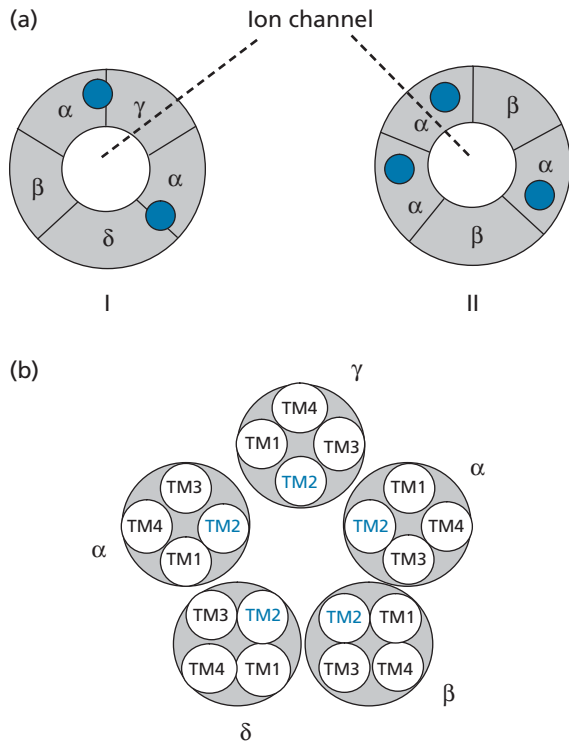 (a)
Ion channel
α γ
β α
δ
I
α β
α α
β
II
(b)
γ
TM4
TM1 TM3
TM2
α
TM3
TM4 TM2
TM1
α
TM1
TM2 TM4
TM3
TM3 TM2
TM4 TM1
δ
TM2 TM1
TM3 TM4
β